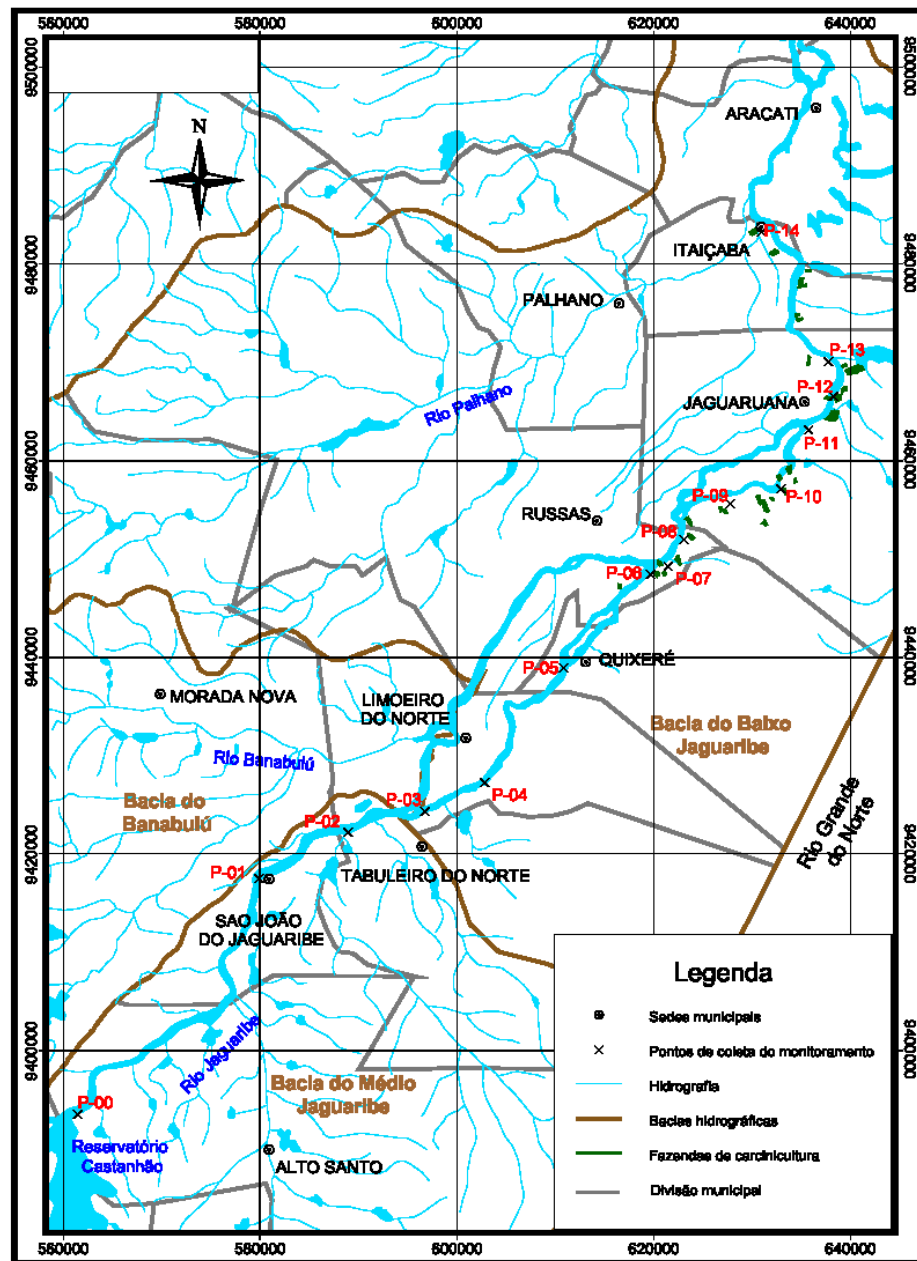 560000
580000
600000
620000
640000
9500000
9500000
ARACATI
N
P-14
ITAIÇABA
9480000
9480000
PALHANO
P-13
P-12
JAGUARUANA
Rio Palhano
P-11
9460000
9460000
P-09
P-10
RUSSAS
P-08
P-06
P-07
9440000
9440000
QUIXERÉ
P-05
MORADA NOVA
LIMOEIRO
DO NORTE
Bacia do Baixo
Jaguaribe
Rio Banabuiú
Bacia do
Banabuiú
P-04
P-03
P-02
Rio Grande
do Norte
9420000
9420000
P-01
TABULEIRO DO NORTE
SAO JOÃO
DO JAGUARIBE
Legenda
Sedes municipais
Pontos de coleta do monitoramento
Hidrografia
Bacias hidrográficas
Fazendas de carcinicultura
Divisão municipal
9400000
9400000
Rio Jaguaribe
Bacia do Médio
Jaguaribe
P-00
Reservatório
Castanhão
ALTO SANTO
560000
580000
600000
620000
640000